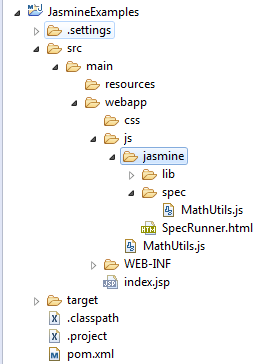 JasmineExamples
.settings
src
main
resources
webapp
css
js
jasmine
lib
spec
MathUtils.js
SpecRunner.html
MathUtils.js
WEB-INF
index.jsp
target
.classpath
.project
pom.xml